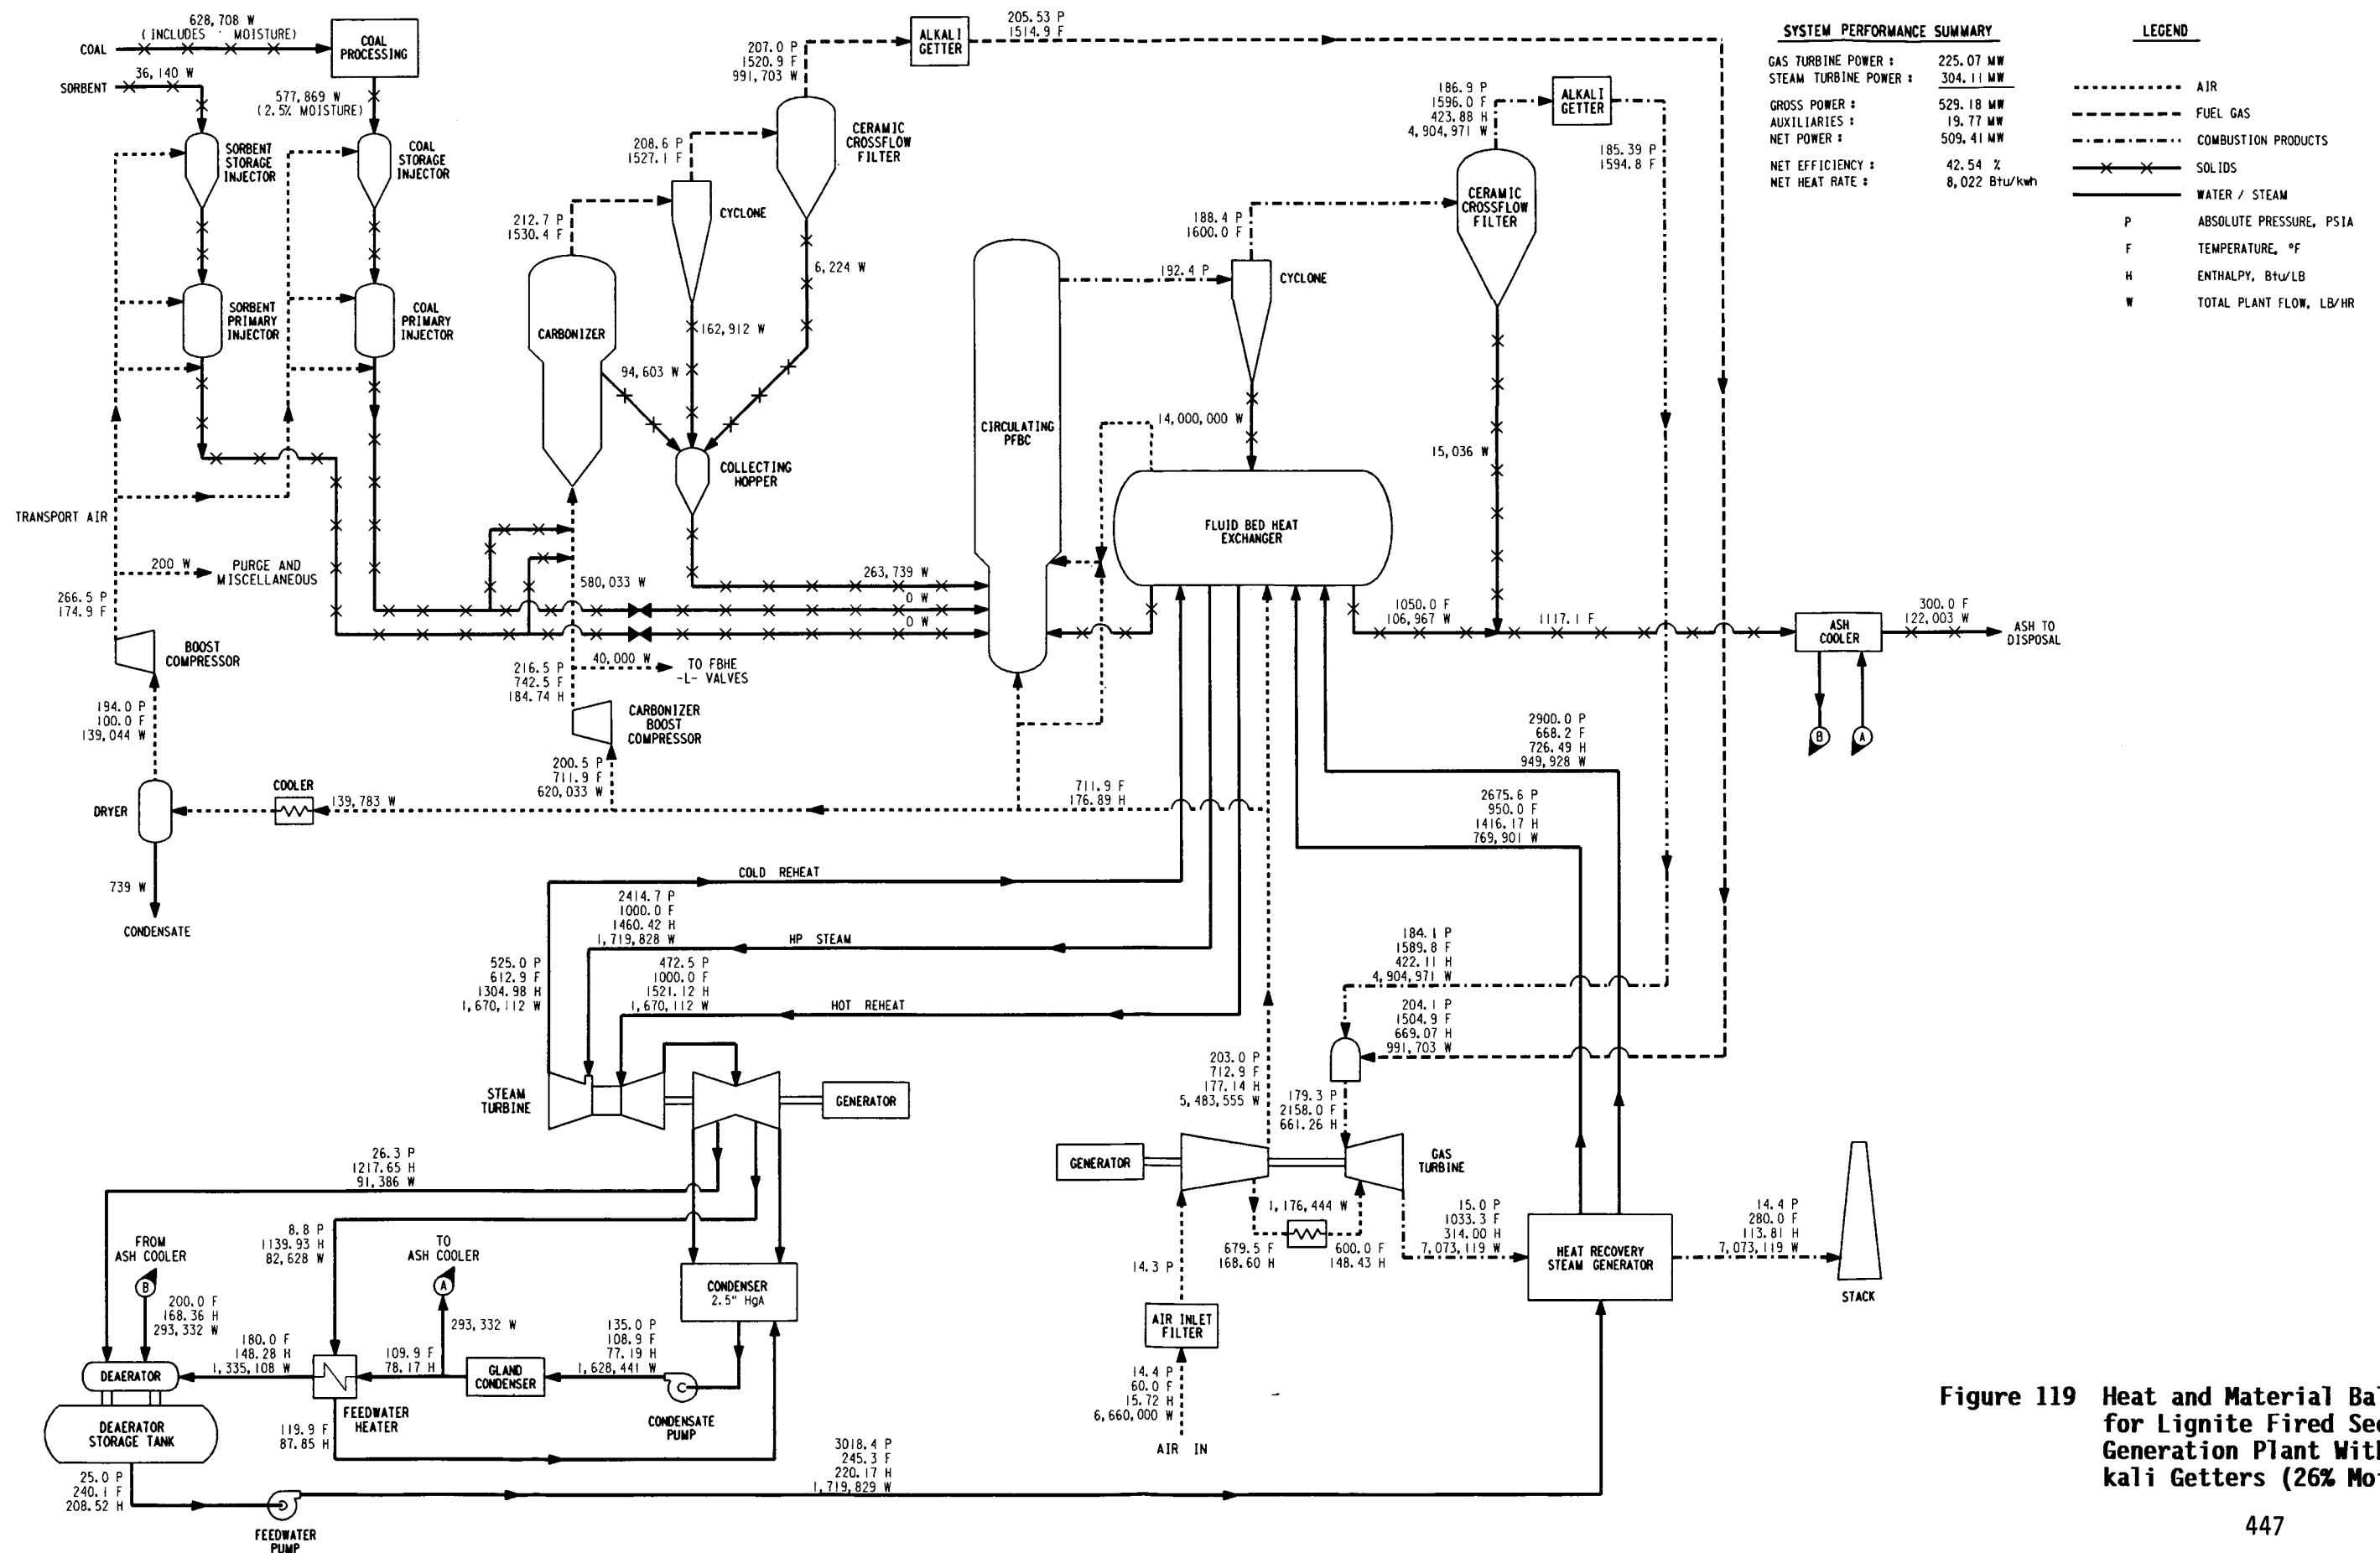 628,708 W
(INCLUDES ' MOISTURE)
COAL
COAL
PROCESSING
36,140 W
SORBENT
577,869 W
(2.5% MOISTURE)
SORBENT
STORAGE
INJECTOR
COAL
STORAGE
INJECTOR
SORBENT
PRIMARY
INJECTOR
COAL
PRIMARY
INJECTOR
TRANSPORT AIR
200 W
PURGE AND
MISCELLANEOUS
266.5 P
174.9 F
BOOST
COMPRESSOR
194.0 P
100.0 F
139,044 W
DRYER
COOLER
139,783 W
739 W
CONDENSATE
212.7 P
1530.4 F
CARBONIZER
208.6 P
1527.1 F
CYCLONE
207.0 P
1520.9 F
991,703 W
CERAMIC
CROSSFLOW
FILTER
ALKALI
GETTER
205.53 P
1514.9 F
6,224 W
162,912 W
94,603 W
COLLECTING
HOPPER
580,033 W
263,739 W
0 W
0 W
40,000 W
TO FBHE
-L- VALVES
216.5 P
742.5 F
184.74 H
CARBONIZER
BOOST
COMPRESSOR
200.5 P
711.9 F
620,033 W
711.9 F
176.89 H
CIRCULATING
PFBC
192.4 P
188.4 P
1600.0 F
CYCLONE
14,000,000 W
FLUID BED HEAT
EXCHANGER
186.9 P
1596.0 F
423.88 H
4,904,971 W
ALKALI
GETTER
185.39 P
1594.8 F
CERAMIC
CROSSFLOW
FILTER
15,036 W
1050.0 F
106,967 W
1117.1 F
ASH
COOLER
300.0 F
122,003 W
ASH TO
DISPOSAL
B
A
2900.0 P
668.2 F
726.49 H
949,928 W
2675.6 P
950.0 F
1416.17 H
769,901 W
COLD REHEAT
2414.7 P
1000.0 F
1460.42 H
1,719,828 W
HP STEAM
525.0 P
612.9 F
1304.98 H
1,670,112 W
472.5 P
1000.0 F
1521.12 H
1,670,112 W
HOT REHEAT
184.1 P
1589.8 F
422.11 H
4,904,971 W
204.1 P
1504.9 F
669.07 H
991,703 W
203.0 P
712.9 F
177.14 H
5,483,555 W
179.3 P
2158.0 F
661.26 H
STEAM
TURBINE
GENERATOR
GENERATOR
GAS
TURBINE
1,176,444 W
679.5 F
168.60 H
600.0 F
148.43 H
14.3 P
AIR INLET
FILTER
14.4 P
60.0 F
15.72 H
6,660,000 W
AIR IN
15.0 P
1033.3 F
314.00 H
7,073,119 W
HEAT RECOVERY
STEAM GENERATOR
14.4 P
280.0 F
113.81 H
7,073,119 W
STACK
26.3 P
1217.65 H
91,386 W
8.8 P
1139.93 H
82,628 W
FROM
ASH COOLER
B
200.0 F
168.36 H
293,332 W
TO
ASH COOLER
A
293,332 W
180.0 F
148.28 H
1,335,108 W
109.9 F
78.17 H
GLAND
CONDENSER
135.0 P
108.9 F
77.19 H
1,628,441 W
CONDENSER
2.5" HgA
C
CONDENSATE
PUMP
DEAERATOR
DEAERATOR
STORAGE TANK
FEEDWATER
HEATER
119.9 F
87.85 H
25.0 P
240.1 F
208.52 H
FEEDWATER
PUMP
3018.4 P
245.3 F
220.17 H
1,719,829 W
SYSTEM PERFORMANCE SUMMARY
GAS TURBINE POWER : 225.07 MW
STEAM TURBINE POWER : 304.11 MW
GROSS POWER : 529.18 MW
AUXILIARIES : 19.77 MW
NET POWER : 509.41 MW
NET EFFICIENCY : 42.54 %
NET HEAT RATE : 8,022 Btu/kwh
LEGEND
AIR
FUEL GAS
COMBUSTION PRODUCTS
SOLIDS
WATER / STEAM
P ABSOLUTE PRESSURE, PSIA
F TEMPERATURE, °F
H ENTHALPY, Btu/LB
W TOTAL PLANT FLOW, LB/HR
Figure 119 Heat and Material Bal
for Lignite Fired Sec
Generation Plant With
kali Getters (26% Moi
447